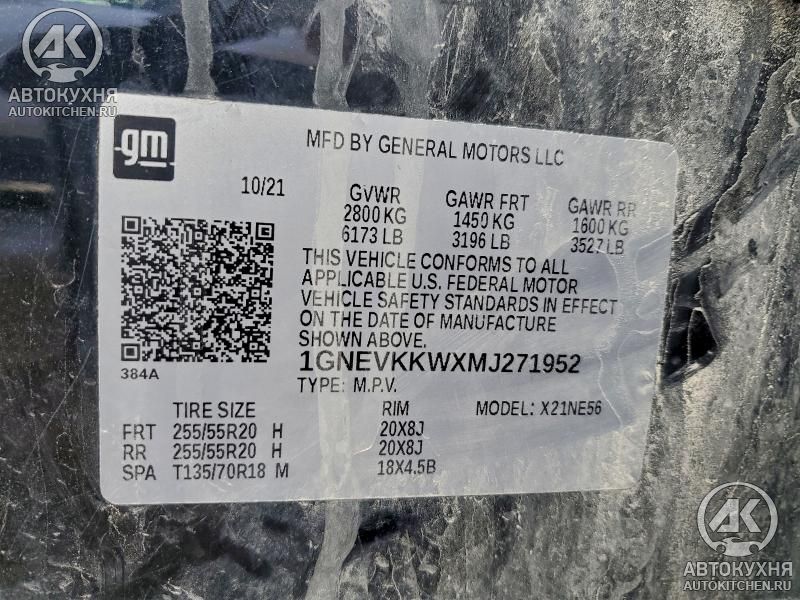 АВТОКУХНЯ
AUTOKITCHEN.RU
gm
MFD BY GENERAL MOTORS LLC
10/21
GVWR GAWR FRT GAWR RR
2800 KG 1450 KG 1600 KG
6173 LB 3196 LB 3527 LB
THIS VEHICLE CONFORMS TO ALL
APPLICABLE U.S. FEDERAL MOTOR
VEHICLE SAFETY STANDARDS IN EFFECT
ON THE DATE OF MANUFACTURE
SHOWN ABOVE.
384A
1GNEVKKWXMJ271952
TYPE: M.P.V.
TIRE SIZE RIM MODEL: X21NE56
FRT 255/55R20 H 20X8J
RR 255/55R20 H 20X8J
SPA T135/70R18 M 18X4.5B
АК
АВТОКУХНЯ
AUTOKITCHEN.RU